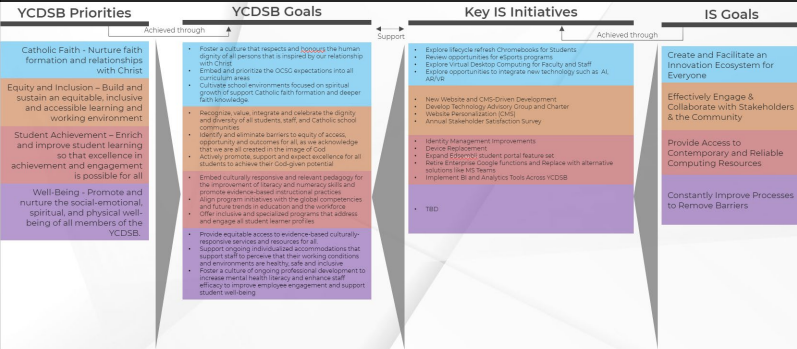 YCDSB Priorities
Achieved through
Catholic Faith - Nurture faith
formation and relationships
with Christ
Equity and Inclusion – Build and
sustain an equitable, inclusive
and accessible learning and
working environment
Student Achievement – Enrich
and improve student learning
so that excellence in
achievement and engagement
is possible for all
Well-Being - Promote and
nurture the social-emotional,
spiritual, and physical well-
being of all members of the
YCDSB.
YCDSB Goals
• Foster a culture that respects and honours the human
dignity of all persons that is inspired by our relationship
with Christ
• Embed and prioritize the OCSG expectations into all
curriculum areas
• Cultivate school environments focused on spiritual
growth of support Catholic faith formation and deeper
faith knowledge.
• Recognize, value, integrate and celebrate the dignity
and diversity of all students, staff, and Catholic school
communities
• Identify and eliminate barriers to equity of access,
opportunity and outcomes for all, as we acknowledge
that we are all created in the image of God
• Actively promote, support and expect excellence for all
students to achieve their God-given potential
• Embed culturally responsive and relevant pedagogy for
the improvement of literacy and numeracy skills and
promote evidence-based instructional practices
• Align program initiatives with the global competencies
and future trends in education and the workforce.
• Offer inclusive and specialized programs that address
and engage all student learner profiles
• Provide equitable access to evidence-based culturally-
responsive services and resources for all.
• Support ongoing individualized accommodations that
support staff to perceive that their working conditions
and environments are healthy, safe and inclusive
• Foster a culture of ongoing professional development to
increase mental health literacy and enhance staff
efficacy to improve employee engagement and support
student well-being
Support
Key IS Initiatives
Achieved through
• Explore lifecycle refresh Chromebooks for Students
• Review opportunities for eSports programs
• Explore Virtual Desktop Computing for Faculty and Staff
• Explore opportunities to integrate new technology such as AI,
AR/VR
• New Website and CMS-Driven Development
• Develop Technology Advisory Group and Charter
• Website Personalization (CMS)
• Annual Stakeholder Satisfaction Survey
• Identity Management Improvements
• Device Replacement
• Expand Edsembli student portal feature set
• Retire Enterprise Google functions and Replace with alternative
solutions like MS Teams
• Implement BI and Analytics Tools Across YCDSB
• TBD
IS Goals
Create and Facilitate an
Innovation Ecosystem for
Everyone
Effectively Engage &
Collaborate with Stakeholders
& the Community
Provide Access to
Contemporary and Reliable
Computing Resources
Constantly Improve Processes
to Remove Barriers